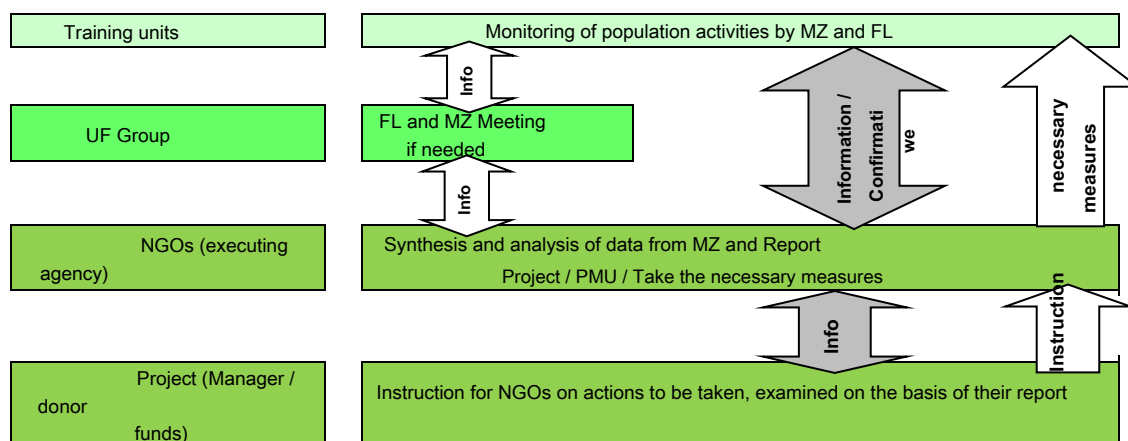 Training units
Monitoring of population activities by MZ and FL
Info
Information /
Confirmati
we
necessary
measures
UF Group
FL and MZ Meeting
if needed
Info
NGOs (executing
agency)
Synthesis and analysis of data from MZ and Report
Project / PMU / Take the necessary measures
Info
Instruction
Project (Manager /
donor
funds)
Instruction for NGOs on actions to be taken, examined on the basis of their report